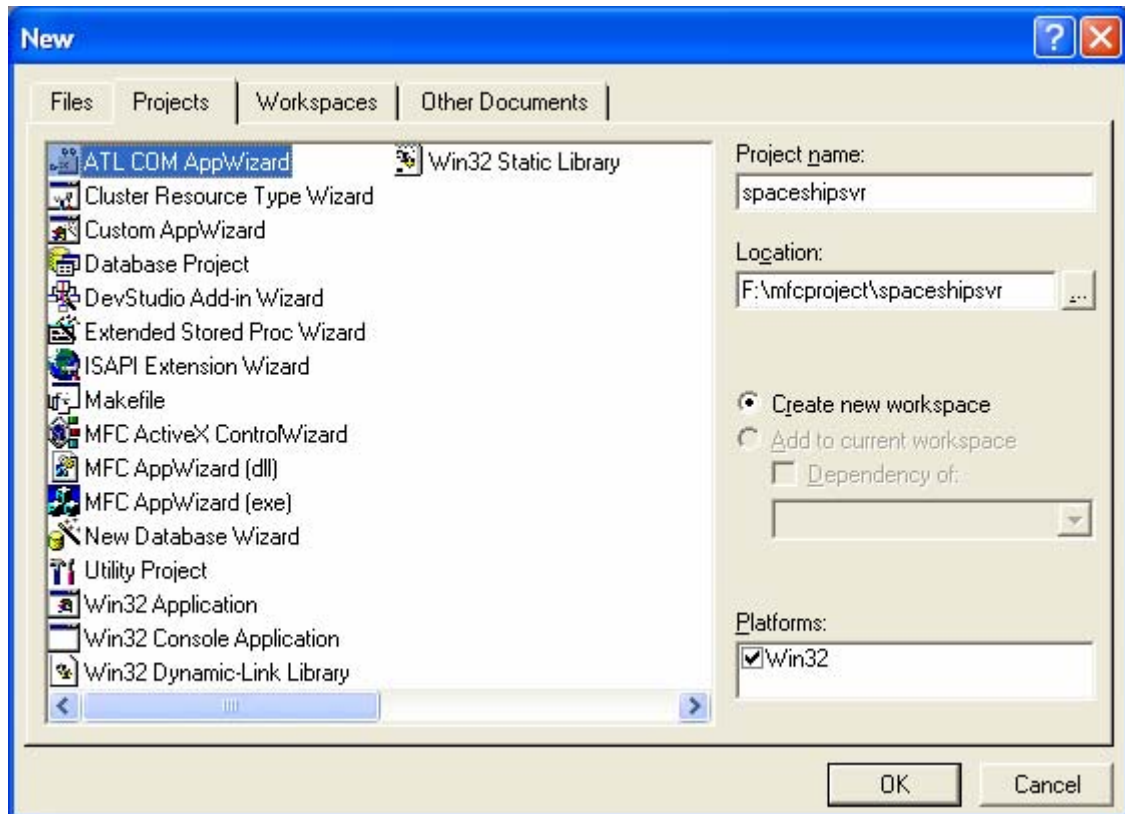 New
Files Projects Workspaces Other Documents
ATL COM AppWizard
Cluster Resource Type Wizard
Custom AppWizard
Database Project
DevStudio Add-in Wizard
Extended Stored Proc Wizard
ISAPI Extension Wizard
Makefile
MFC ActiveX ControlWizard
MFC AppWizard (dll)
MFC AppWizard (exe)
New Database Wizard
Utility Project
Win32 Application
Win32 Console Application
Win32 Dynamic-Link Library
Win32 Static Library
Project name:
spaceshipsvr
Location:
F:\mfcproject\spaceshipsvr
...
Create new workspace
Add to current workspace
Dependency of:
Platforms:
Win32
OK Cancel